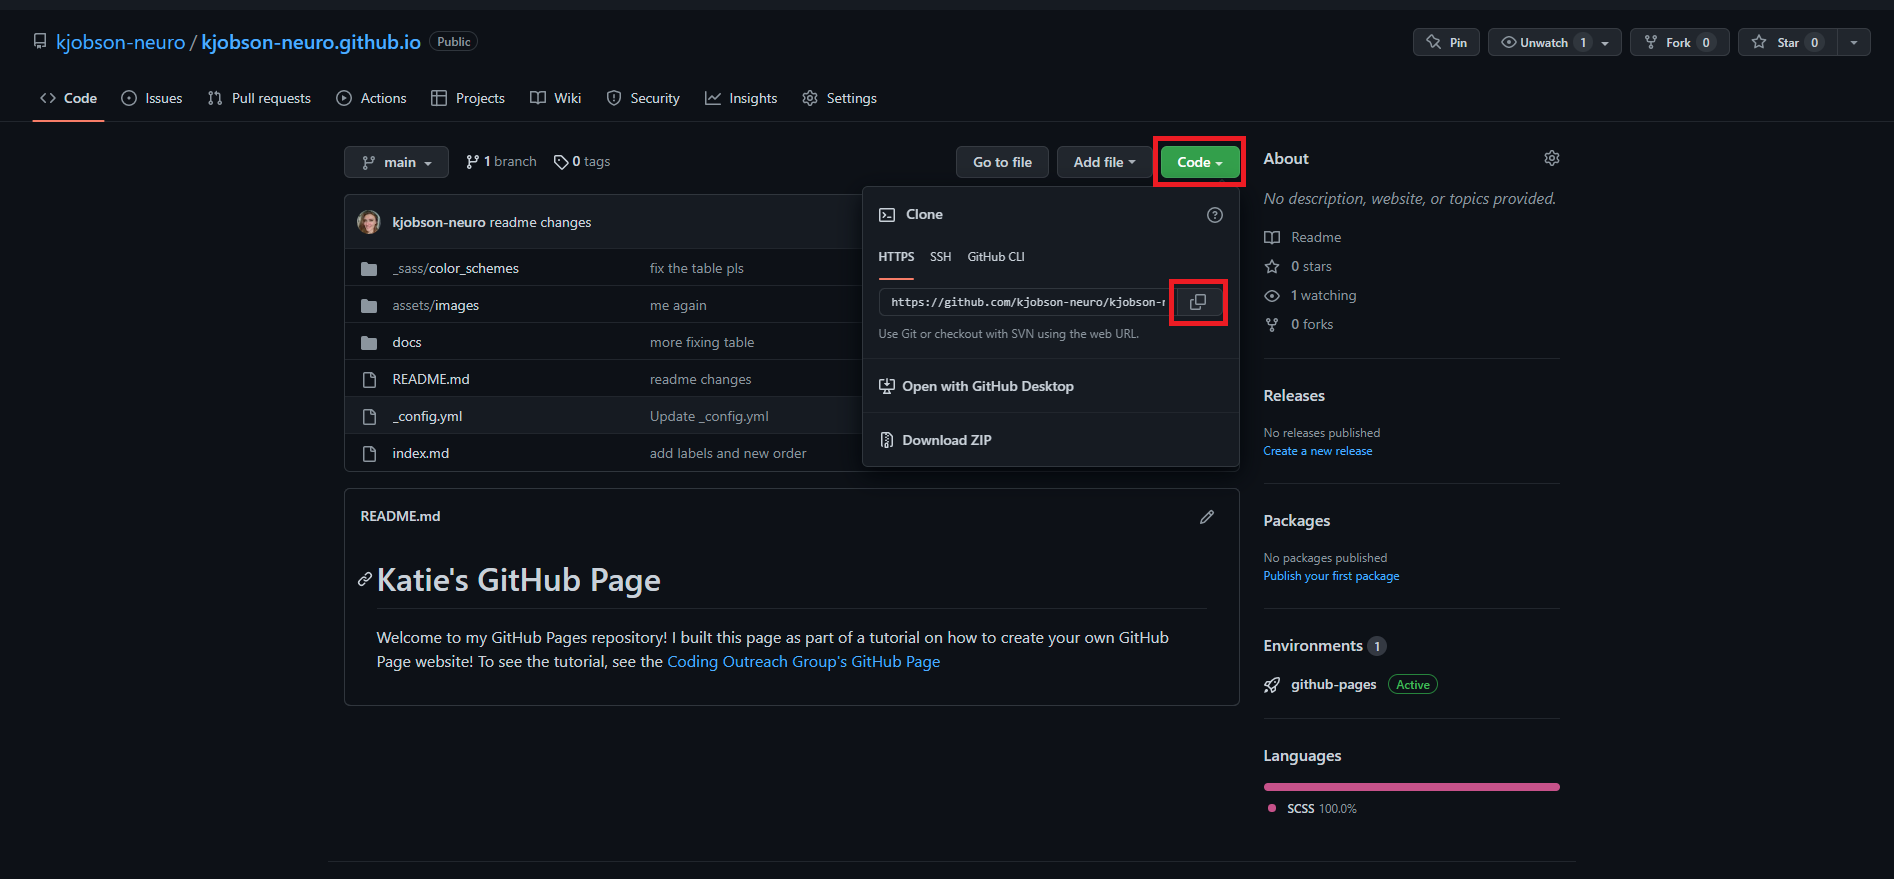 kjobson-neuro / kjobson-neuro.github.io Public
Pin Unwatch 1 Fork 0 Star 0
Code Issues Pull requests Actions Projects Wiki Security Insights Settings
main 1 branch 0 tags Go to file Add file Code
kjobson-neuro readme changes
_sass/color_schemes fix the table pls
assets/images me again
docs more fixing table
README.md readme changes
_config.yml Update _config.yml
index.md add labels and new order
Clone
HTTPS SSH GitHub CLI
https://github.com/kjobson-neuro/kjobson-
Use Git or checkout with SVN using the web URL.
Open with GitHub Desktop
Download ZIP
README.md
Katie's GitHub Page
Welcome to my GitHub Pages repository! I built this page as part of a tutorial on how to create your own GitHub
Page website! To see the tutorial, see the Coding Outreach Group's GitHub Page
About
No description, website, or topics provided.
Readme
0 stars
1 watching
0 forks
Releases
No releases published
Create a new release
Packages
No packages published
Publish your first package
Environments 1
github-pages Active
Languages
SCSS 100.0%